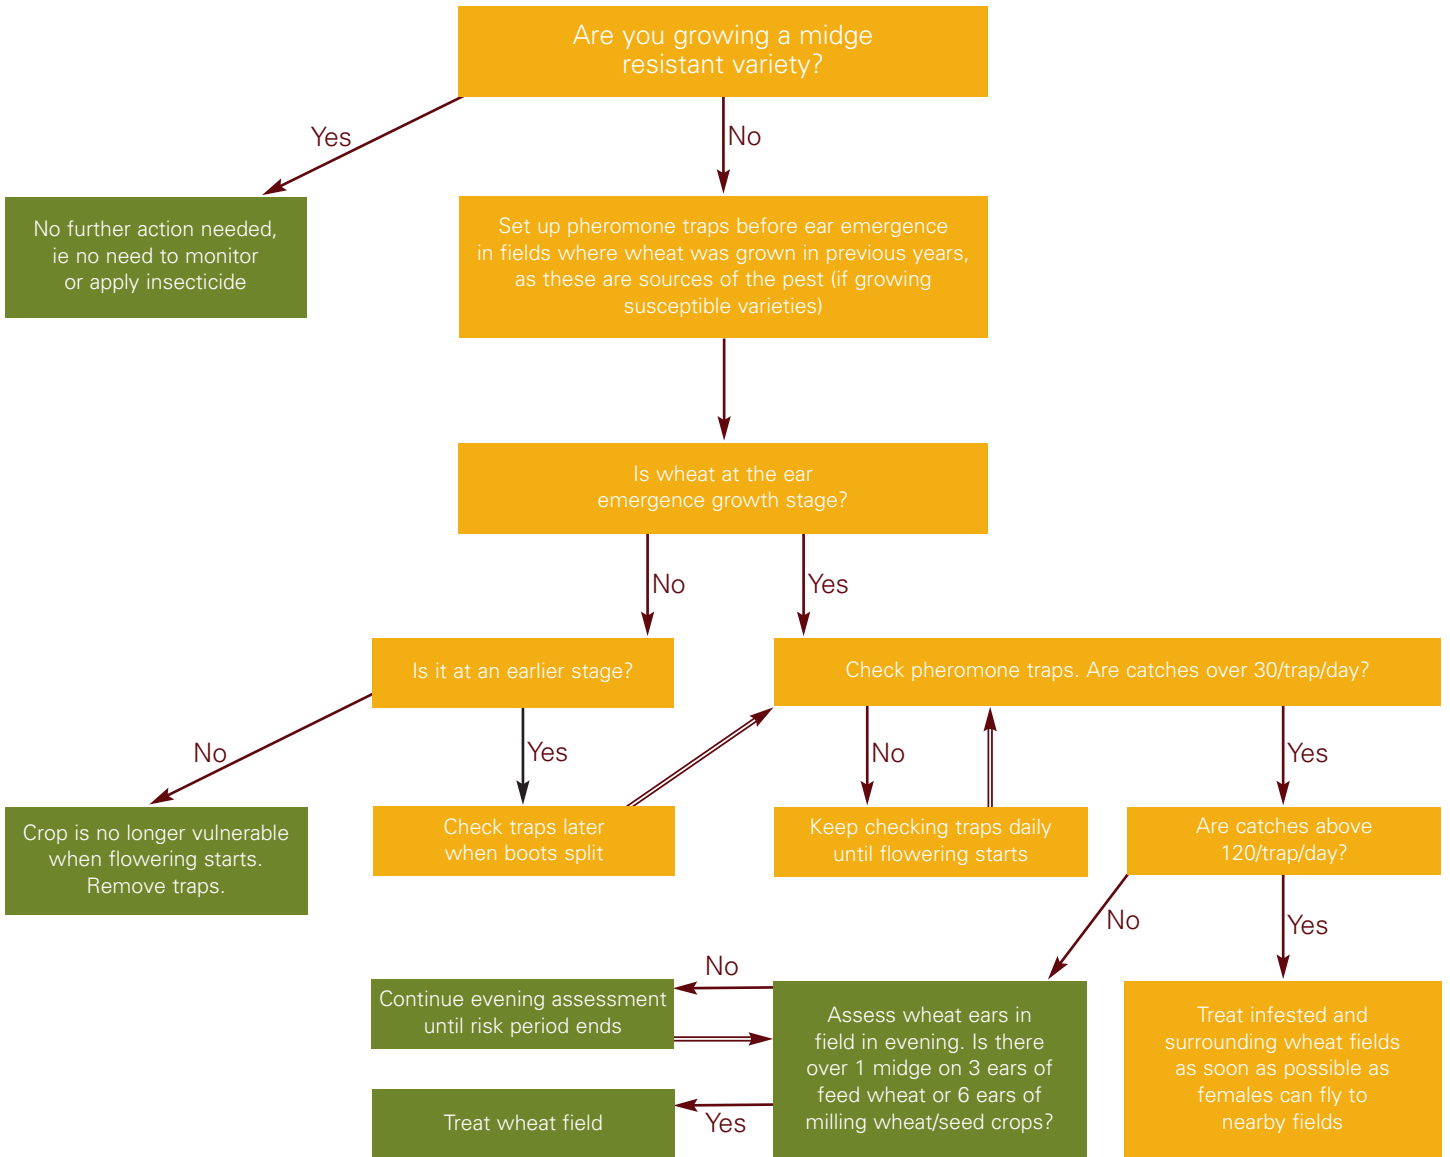 Are you growing a midge
resistant variety?
Yes
No
No further action needed,
ie no need to monitor
or apply insecticide
Set up pheromone traps before ear emergence
in fields where wheat was grown in previous years,
as these are sources of the pest (if growing
susceptible varieties)
Is wheat at the ear
emergence growth stage?
No
Yes
Is it at an earlier stage?
Check pheromone traps. Are catches over 30/trap/day?
No
Yes
No
Yes
Crop is no longer vulnerable
when flowering starts.
Remove traps.
Check traps later
when boots split
Keep checking traps daily
until flowering starts
Are catches above
120/trap/day?
No
Yes
No
Continue evening assessment
until risk period ends
Assess wheat ears in
field in evening. Is there
over 1 midge on 3 ears of
feed wheat or 6 ears of
milling wheat/seed crops?
Treat infested and
surrounding wheat fields
as soon as possible as
females can fly to
nearby fields
Treat wheat field
Yes